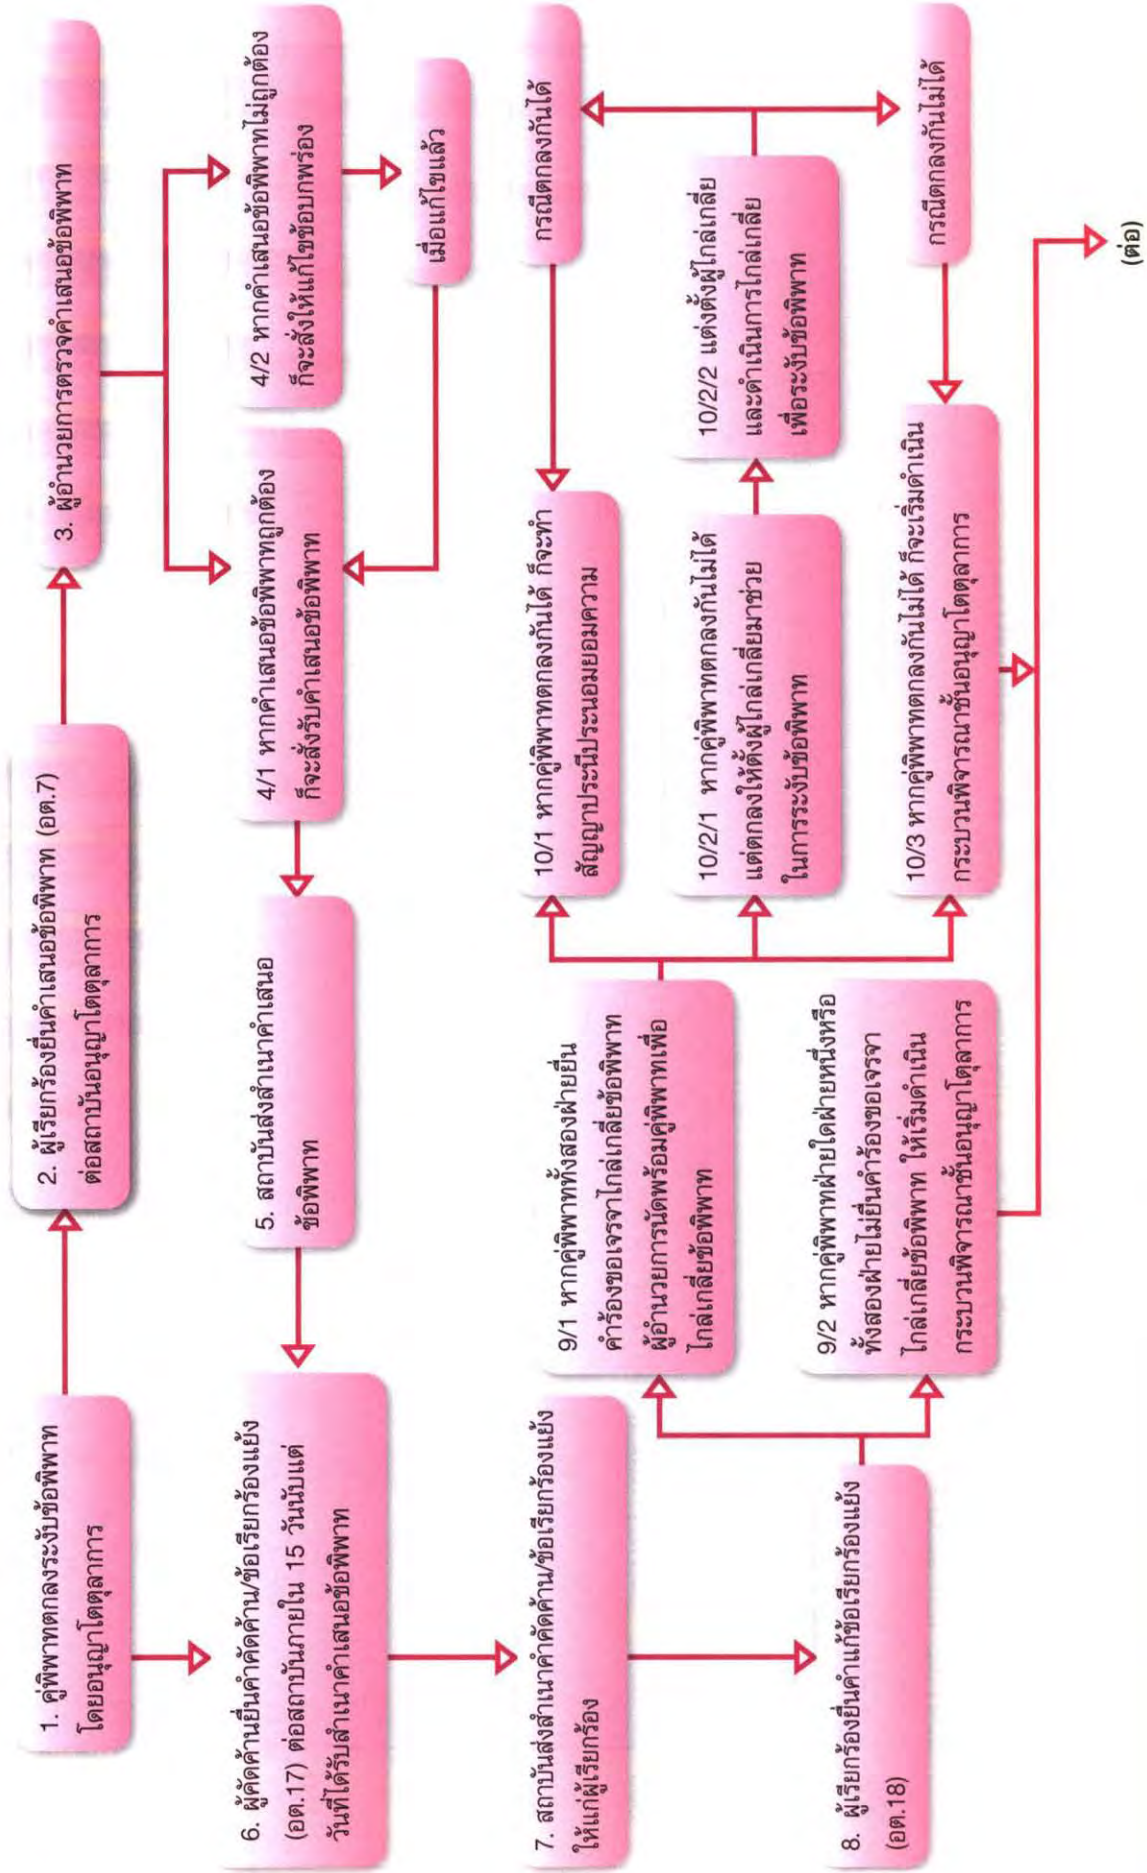 1. คู่พิพาทตกลงระงับข้อพิพาท
โดยอนุญาโตตุลาการ
2. ผู้เรียกร้องยื่นคำเสนอข้อพิพาท (อต.7)
ต่อสถาบันอนุญาโตตุลาการ
3. ผู้อำนวยการตรวจคำเสนอข้อพิพาท
4/1 หากคำเสนอข้อพิพาทถูกต้อง
ก็จะสั่งรับคำเสนอข้อพิพาท
4/2 หากคำเสนอข้อพิพาทไม่ถูกต้อง
ก็จะสั่งให้แก้ไขข้อบกพร่อง
เมื่อแก้ไขแล้ว
5. สถาบันส่งสำเนาคำเสนอ
ข้อพิพาท
6. ผู้คัดค้านยื่นคำคัดค้าน/ข้อเรียกร้องแย้ง
(อต.17) ต่อสถาบันภายใน 15 วันนับแต่
วันที่ได้รับสำเนาคำเสนอข้อพิพาท
7. สถาบันส่งสำเนาคำคัดค้าน/ข้อเรียกร้องแย้ง
ให้แก่ผู้เรียกร้อง
8. ผู้เรียกร้องยื่นคำแก้ข้อเรียกร้องแย้ง
(อต.18)
9/1 หากคู่พิพาททั้งสองฝ่ายยื่น
คำร้องขอเจรจาไกล่เกลี่ยข้อพิพาท
ผู้อำนวยการนัดพร้อมคู่พิพาทเพื่อ
ไกล่เกลี่ยข้อพิพาท
9/2 หากคู่พิพาทฝ่ายใดฝ่ายหนึ่งหรือ
ทั้งสองฝ่ายไม่ยื่นคำร้องขอเจรจา
ไกล่เกลี่ยข้อพิพาท ให้เริ่มดำเนิน
กระบวนพิจารณาชั้นอนุญาโตตุลาการ
10/1 หากคู่พิพาทตกลงกันได้ ก็จะทำ
สัญญาประนีประนอมยอมความ
กรณีตกลงกันได้
10/2/1 หากคู่พิพาทตกลงกันไม่ได้
แต่ตกลงให้ตั้งผู้ไกล่เกลี่ยมาช่วย
ในการระงับข้อพิพาท
10/2/2 แต่งตั้งผู้ไกล่เกลี่ย
และดำเนินการไกล่เกลี่ย
เพื่อระงับข้อพิพาท
10/3 หากคู่พิพาทตกลงกันไม่ได้ ก็จะเริ่มดำเนิน
กระบวนพิจารณาชั้นอนุญาโตตุลาการ
กรณีตกลงกันไม่ได้
(ต่อ)